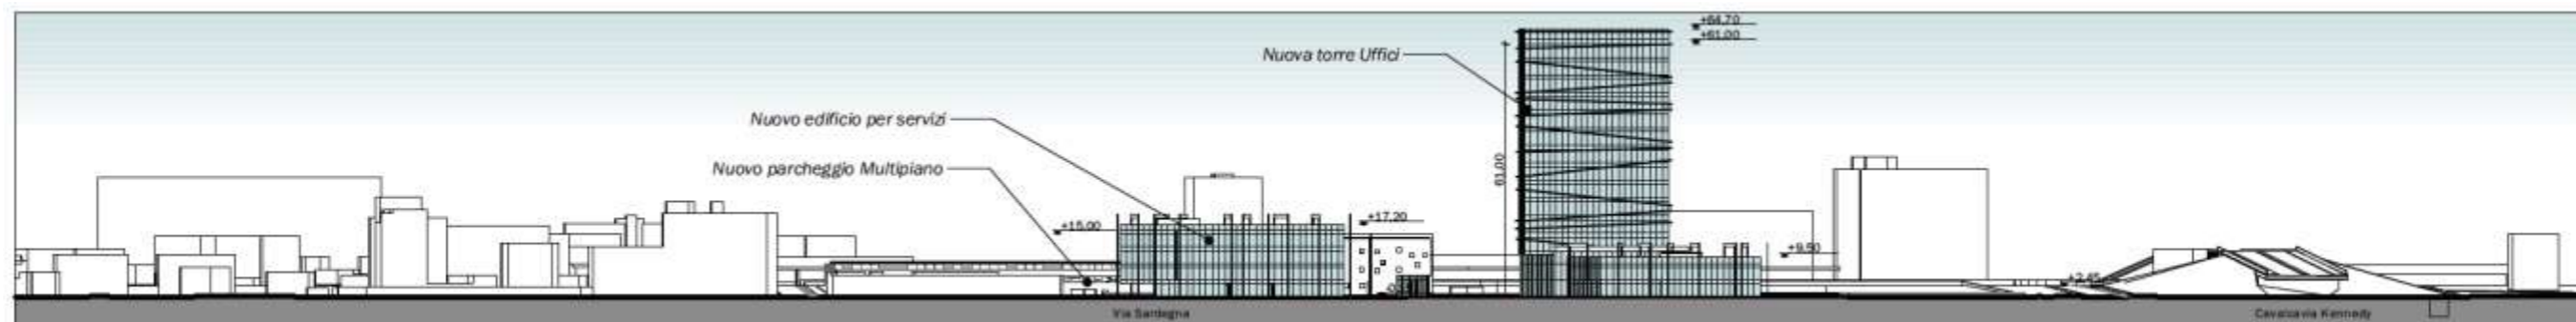 +64,70
+61,00
Nuova torre Uffici
Nuovo edificio per servizi
61,00
Nuovo parcheggio Multipiano
+17,20
+15,00
+9,50
+2,45
Via Sardegna
Cavalcavia Kennedy